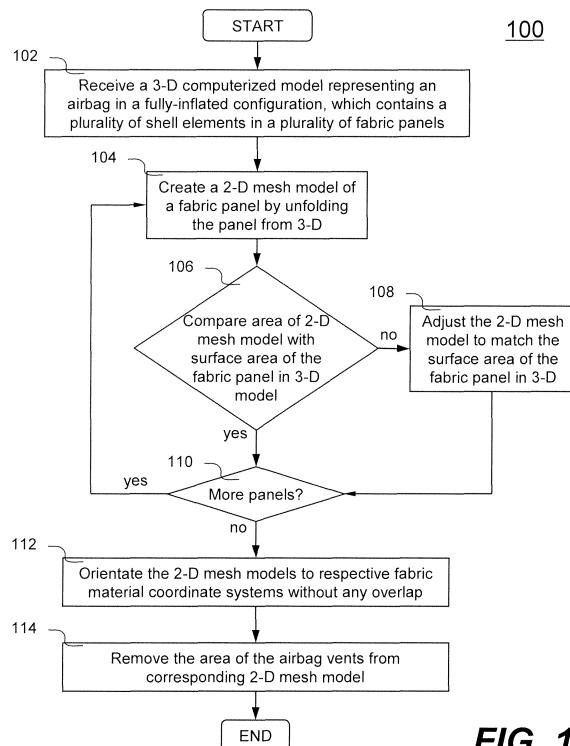 START
100
102
Receive a 3-D computerized model representing an
airbag in a fully-inflated configuration, which contains a
plurality of shell elements in a plurality of fabric panels
104
Create a 2-D mesh model of
a fabric panel by unfolding
the panel from 3-D
106
Compare area of 2-D
mesh model with
surface area of the
fabric panel in 3-D
model
no
108
Adjust the 2-D mesh
model to match the
surface area of the
fabric panel in 3-D
yes
110
More panels?
yes
no
112
Orientate the 2-D mesh models to respective fabric
material coordinate systems without any overlap
114
Remove the area of the airbag vents from
corresponding 2-D mesh model
END
FIG. 1